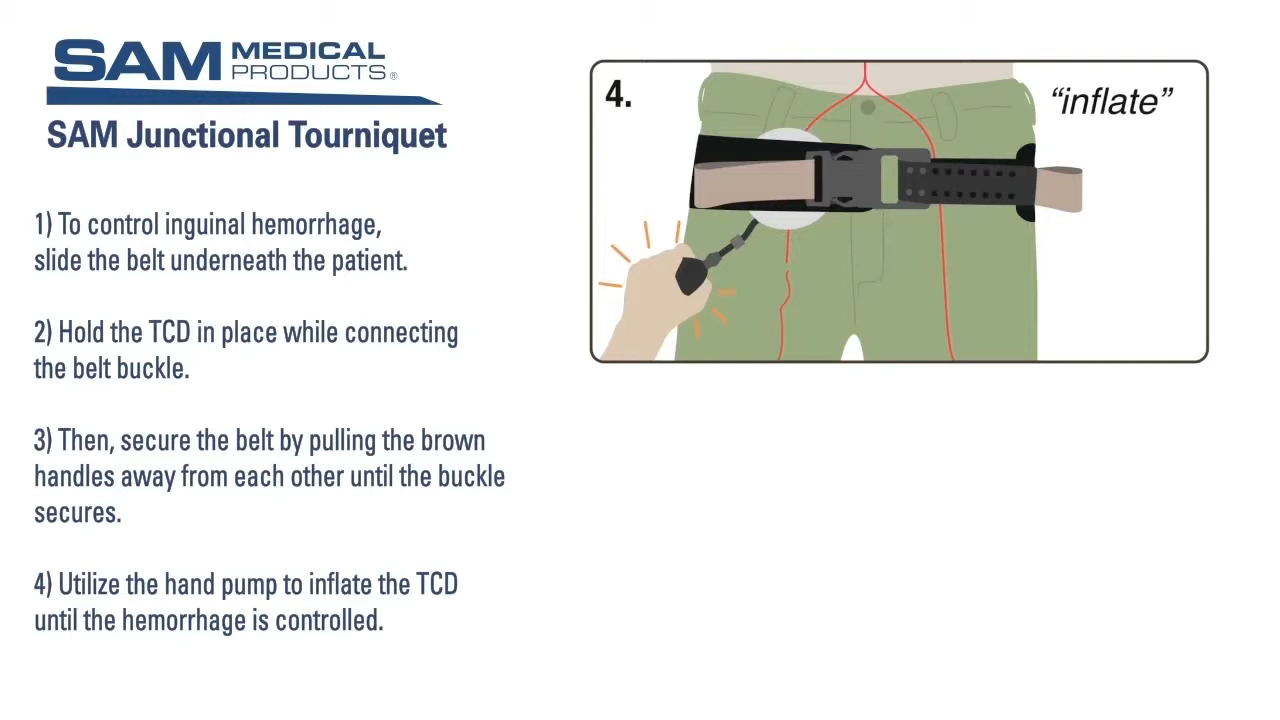 SAM MEDICAL
PRODUCTS®
SAM Junctional Tourniquet
1) To control inguinal hemorrhage,
slide the belt underneath the patient.
2) Hold the TCD in place while connecting
the belt buckle.
3) Then, secure the belt by pulling the brown
handles away from each other until the buckle
secures.
4) Utilize the hand pump to inflate the TCD
until the hemorrhage is controlled.
4.
“inflate”